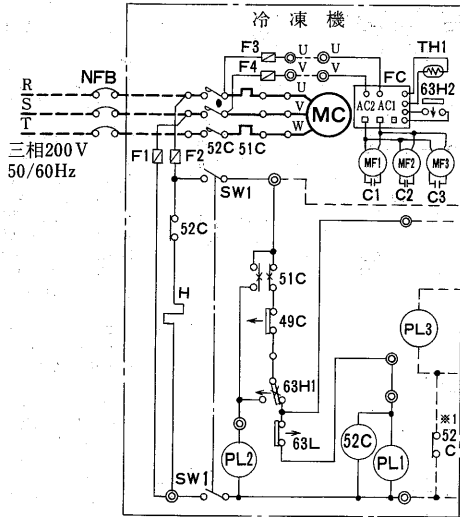 冷凍機
F3
F4
U
U
V
V
TH1
63H2
FC
AC2 AC1
NFB
R
S
T
U
V
W
MC
52C 51C
三相200V
50/60Hz
F1
F2
SW1
MF1
MF2
MF3
C1
C2
C3
52C
51C
H
49C
PL3
63H1
63L
※1
52
C
PL2
52C
PL1
SW1